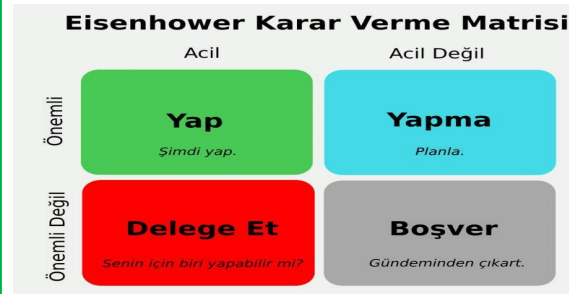 Eisenhower Karar Verme Matrisi
Acil
Acil Değil
Önemli
Yap
Şimdi yap.
Yapma
Planla.
Önemli Değil
Delege Et
Senin için biri yapabilir mi?
Boşver
Gündeminden çıkart.